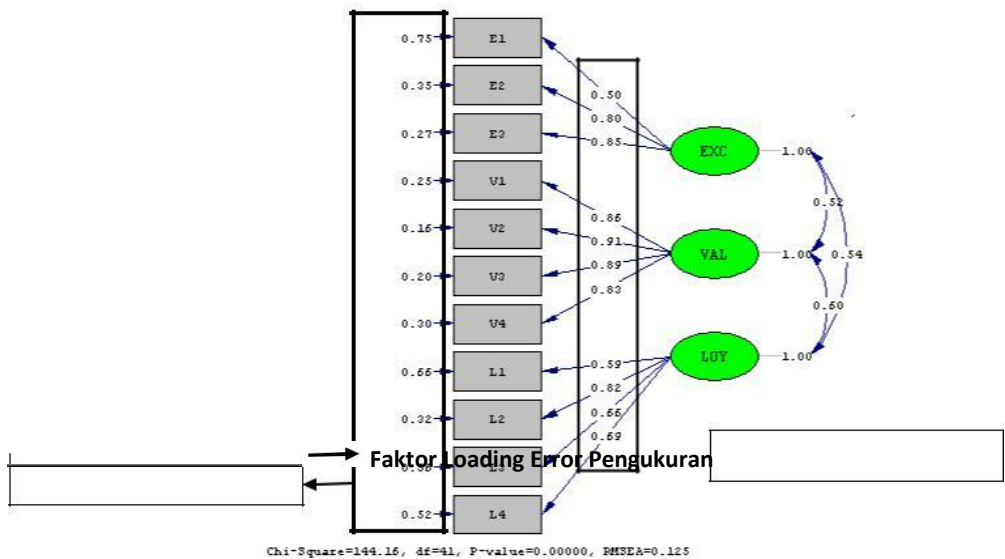 0.75 E1
0.35 E2
0.50
0.80
0.27 E3
0.85
EXC 1.00
0.25 V1
0.86
0.52
0.16 V2
0.91
0.89
VAL 1.00 0.54
0.20 V3
0.83
0.60
0.30 V4
LOY 1.00
0.66 L1
0.59
0.82
0.32 L2
0.66
0.69
Faktor Loading Error Pengukuran
L3
0.52 L4
Chi-Square=144.16, df=41, P-value=0.00000, RMSEA=0.125